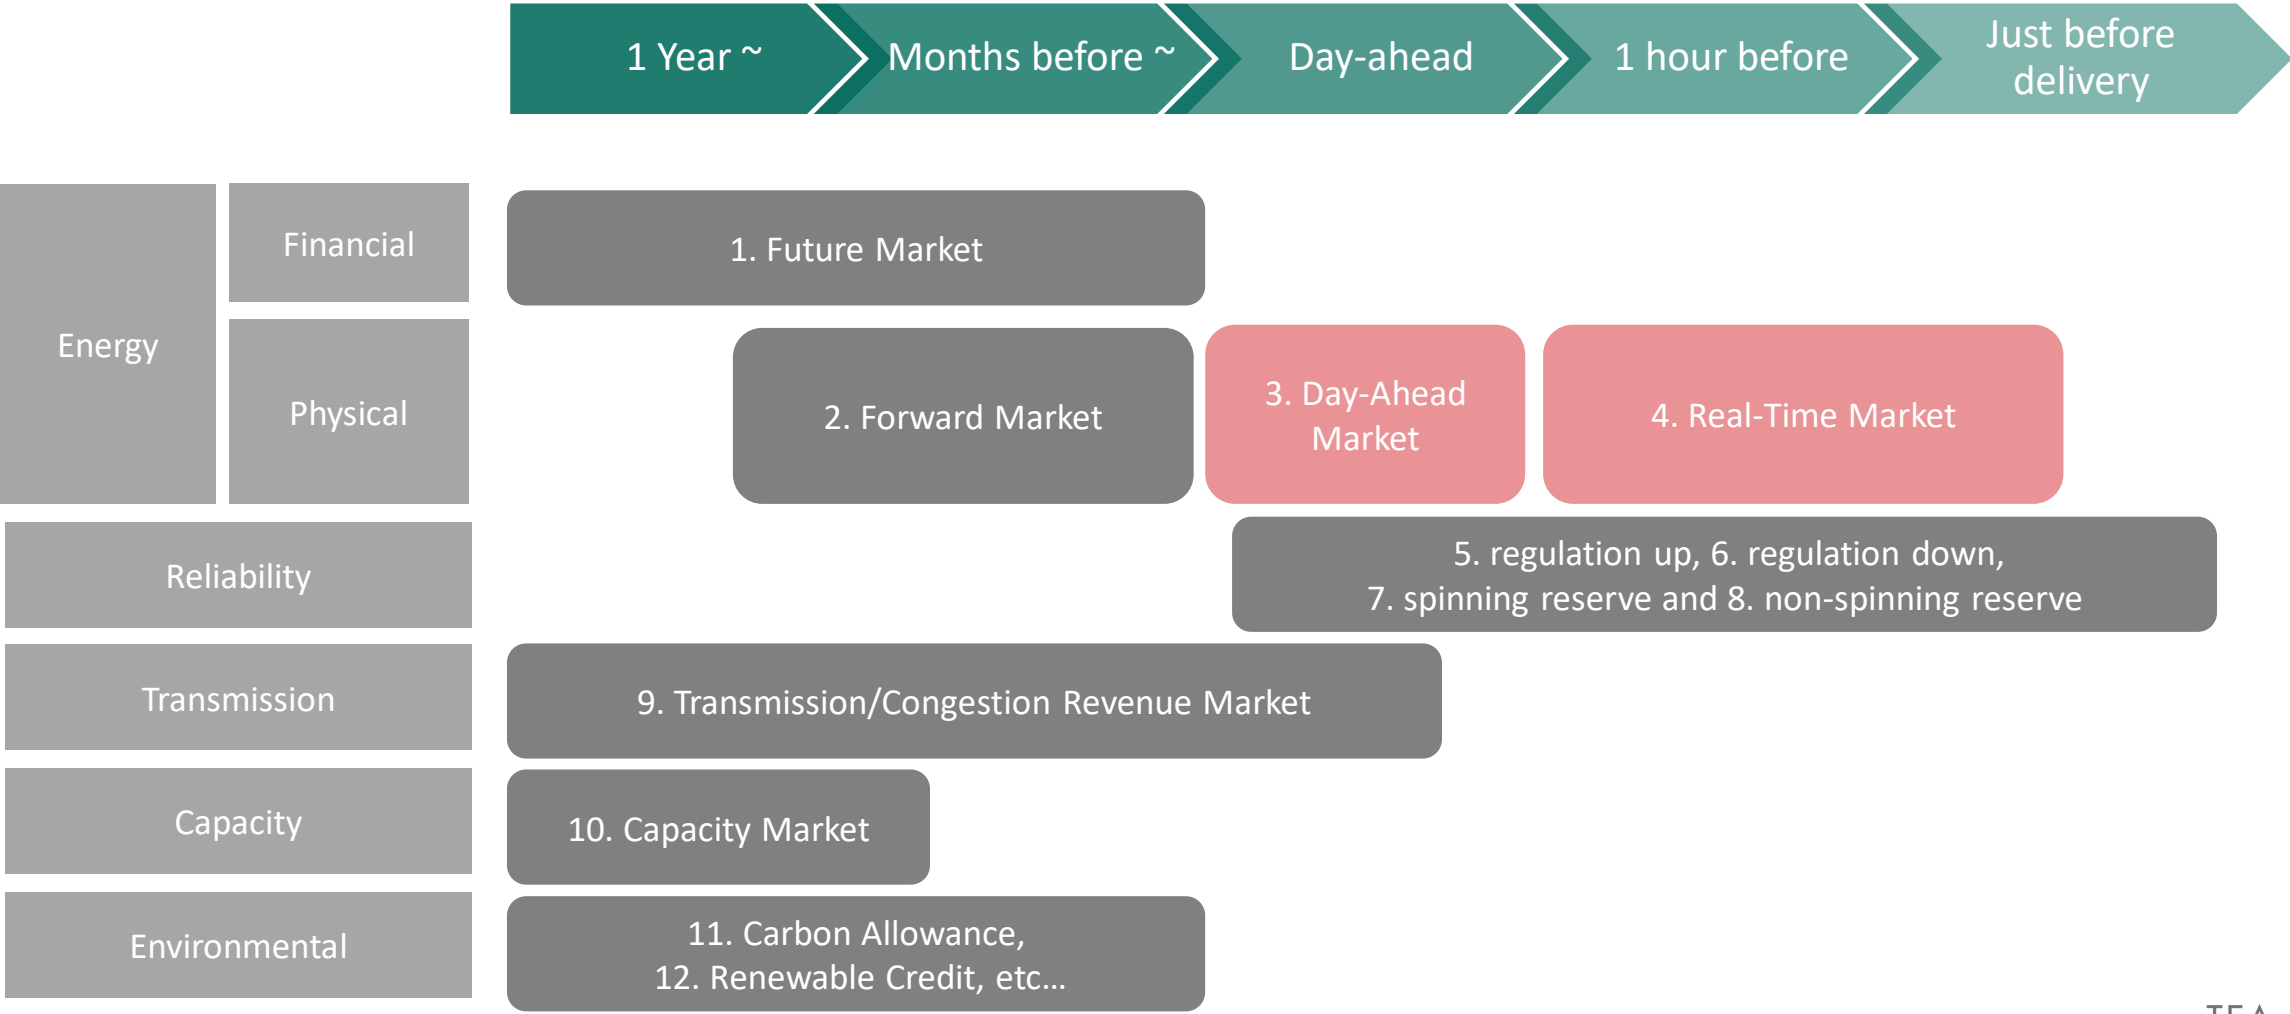 1 Year ~
Months before ~
Day-ahead
1 hour before
Just before
delivery
Energy
Financial
1. Future Market
Physical
2. Forward Market
3. Day-Ahead
Market
4. Real-Time Market
Reliability
5. regulation up, 6. regulation down,
7. spinning reserve and 8. non-spinning reserve
Transmission
9. Transmission/Congestion Revenue Market
Capacity
10. Capacity Market
Environmental
11. Carbon Allowance,
12. Renewable Credit, etc...